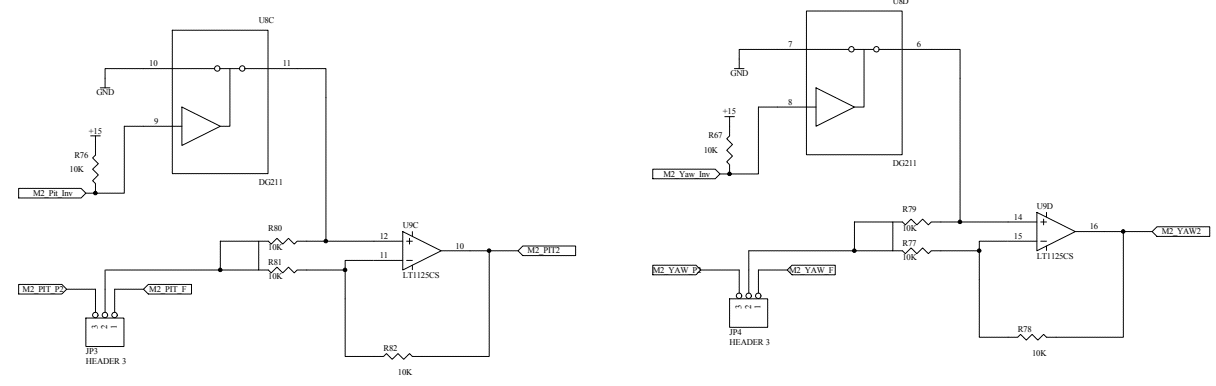 U8C
10
11
GND
9
+15
R76
10K
DG211
M2_Pit_Inv
U9C
R80
12
+
10K
10
M2_PIT2
R81
11
−
10K
LT1125CS
M2_PIT_P2
M2_PIT_F
3 2 1
JP3
HEADER 3
R82
10K
U8D
7
6
GND
8
+15
R67
10K
DG211
M2_Yaw_Inv
U9D
R79
14
+
10K
16
M2_YAW2
R77
15
−
10K
LT1125CS
M2_YAW_P2
M2_YAW_F
3 2 1
JP4
HEADER 3
R78
10K